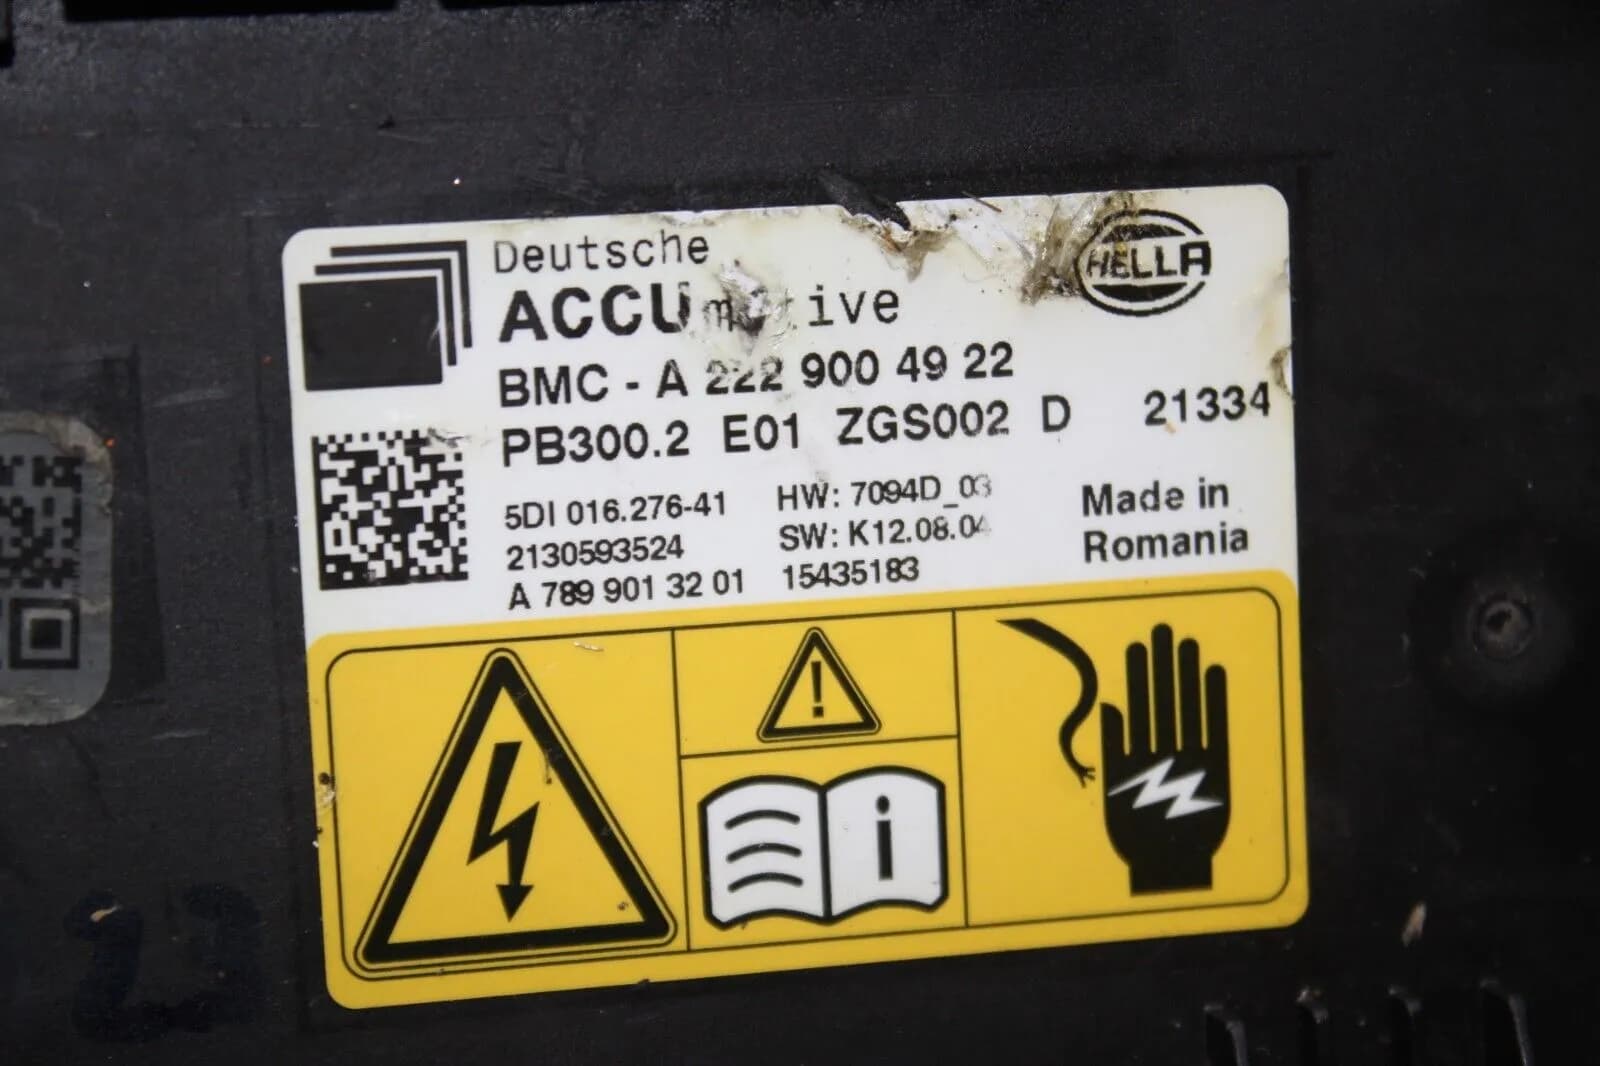 Deutsche
ACCUmotive
HELLA
BMC - A 222 900 49 22
PB300.2 E01 ZGS002 D 21334
5DI 016.276-41 HW: 7094D_03
2130593524 SW: K12.08.04
A 789 901 32 01 15435183
Made in
Romania
!
i